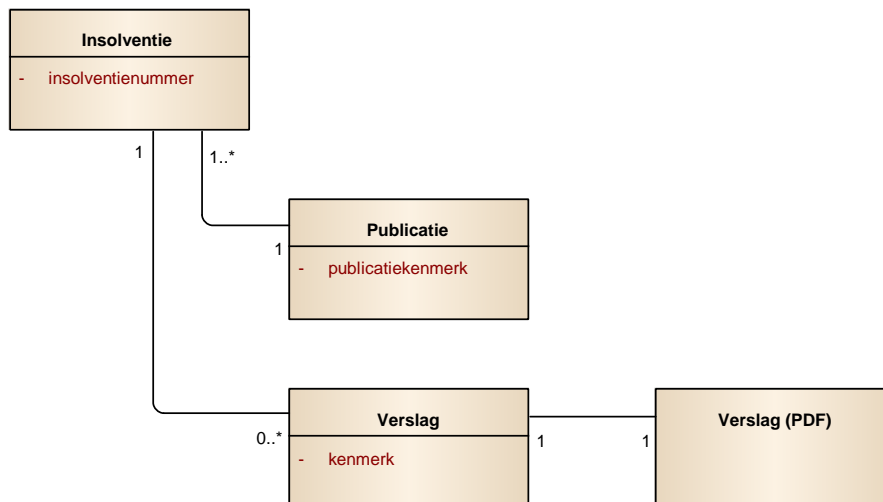 Insolventie
- insolventienummer
1
1..*
Publicatie
1
- publicatiekenmerk
Verslag
Verslag (PDF)
0..*
1
1
- kenmerk